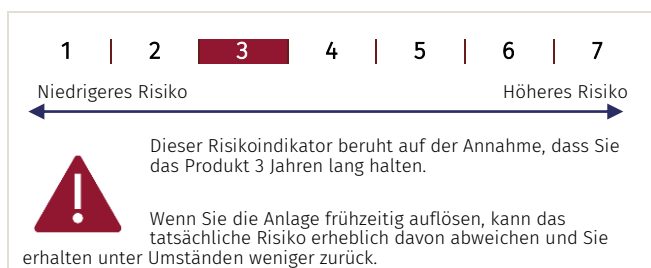 1 | 2 | 3 | 4 | 5 | 6 | 7
Niedrigeres Risiko Höheres Risiko
Dieser Risikoindikator beruht auf der Annahme, dass Sie
das Produkt 3 Jahren lang halten.
Wenn Sie die Anlage frühzeitig auflösen, kann das
tatsächliche Risiko erheblich davon abweichen und Sie
erhalten unter Umständen weniger zurück.